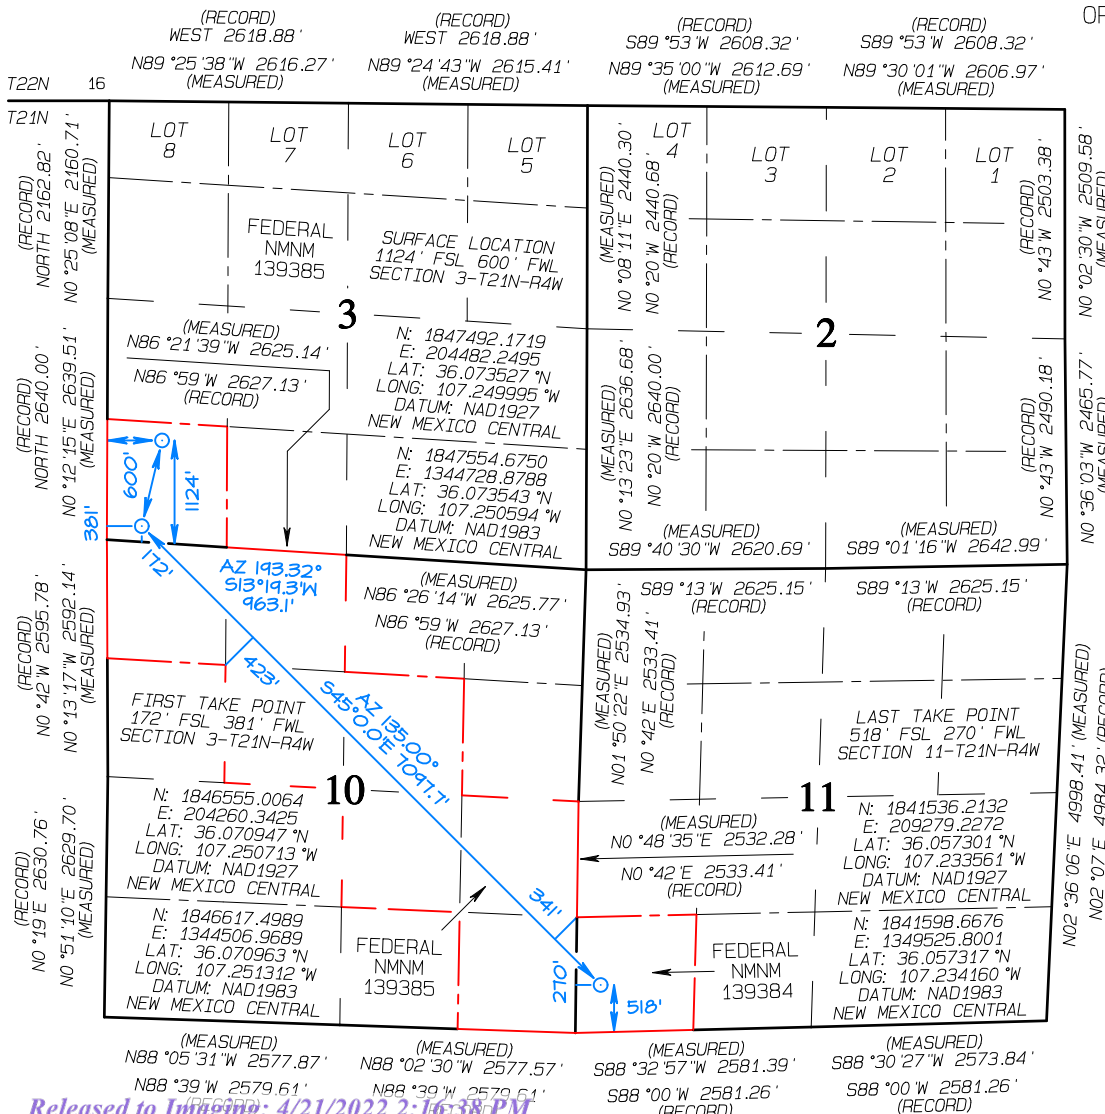 OF
(RECORD)
WEST 2618.88'
N89°25'38"W 2616.27'
(MEASURED)
(RECORD)
WEST 2618.88'
N89°24'43"W 2615.41'
(MEASURED)
(RECORD)
S89°53'W 2608.32'
N89°35'00"W 2612.69'
(MEASURED)
(RECORD)
S89°53'W 2608.32'
N89°30'01"W 2606.97'
(MEASURED)
T22N 16
T21N
LOT
8
LOT
7
LOT
6
LOT
5
LOT
4
LOT
3
LOT
2
LOT
1
(RECORD)
NORTH 2162.82'
N0°25'08"E 2160.71'
(MEASURED)
(MEASURED)
N0°08'11"E 2440.30'
N0°20'W 2440.68'
(RECORD)
(RECORD)
N0°43'W 2503.38'
N0°02'30"W 2509.58'
(MEASURED)
FEDERAL
NMNM
139385
SURFACE LOCATION
1124' FSL 600' FWL
SECTION 3-T21N-R4W
3
2
(MEASURED)
N86°21'39"W 2625.14'
N86°59'W 2627.13'
(RECORD)
N: 1847492.1719
E: 204482.2495
LAT: 36.073527°N
LONG: 107.249995°W
DATUM: NAD1927
NEW MEXICO CENTRAL
N: 1847554.6750
E: 1344728.8788
LAT: 36.073543°N
LONG: 107.250594°W
DATUM: NAD1983
NEW MEXICO CENTRAL
(RECORD)
NORTH 2640.00'
N0°12'15"E 2639.51'
(MEASURED)
(MEASURED)
N0°13'23"E 2636.68'
N0°20'W 2640.00'
(RECORD)
(RECORD)
N0°43'W 2490.18'
N0°36'03"W 2465.77'
(MEASURED)
600'
1124'
381'
172'
(MEASURED)
S89°40'30"W 2620.69'
(MEASURED)
S89°01'16"W 2642.99'
AZ 193.32°
S13°19.3'W
963.1'
(MEASURED)
N86°26'14"W 2625.77'
N86°59'W 2627.13'
(RECORD)
S89°13'W 2625.15'
(RECORD)
S89°13'W 2625.15'
(RECORD)
(RECORD)
N0°42'W 2595.78'
N0°13'17"W 2592.14'
(MEASURED)
(MEASURED)
N01°50'22"E 2534.93'
N0°42'E 2533.41'
(RECORD)
423'
AZ 135.00°
S45°0.0'E 7097.7'
FIRST TAKE POINT
172' FSL 381' FWL
SECTION 3-T21N-R4W
LAST TAKE POINT
518' FSL 270' FWL
SECTION 11-T21N-R4W
N02°36'06"E 4998.41' (MEASURED)
N02°07'E 4984.32' (RECORD)
10
11
N: 1846555.0064
E: 204260.3425
LAT: 36.070947°N
LONG: 107.250713°W
DATUM: NAD1927
NEW MEXICO CENTRAL
(MEASURED)
N0°48'35"E 2532.28'
N0°42'E 2533.41'
(RECORD)
N: 1841536.2132
E: 209279.2272
LAT: 36.057301°N
LONG: 107.233561°W
DATUM: NAD1927
NEW MEXICO CENTRAL
(RECORD)
N0°19'E 2630.76'
N0°51'10"E 2629.70'
(MEASURED)
N: 1846617.4989
E: 1344506.9689
LAT: 36.070963°N
LONG: 107.251312°W
DATUM: NAD1983
NEW MEXICO CENTRAL
FEDERAL
NMNM
139385
341'
270'
518'
FEDERAL
NMNM
139384
N: 1841598.6676
E: 1349525.8001
LAT: 36.057317°N
LONG: 107.234160°W
DATUM: NAD1983
NEW MEXICO CENTRAL
(MEASURED)
N88°05'31"W 2577.87'
N88°39'W 2579.61'
(RECORD)
(MEASURED)
N88°02'30"W 2577.57'
N88°39'W 2579.61'
(RECORD)
(MEASURED)
S88°32'57"W 2581.39'
S88°00'W 2581.26'
(RECORD)
(MEASURED)
S88°30'27"W 2573.84'
S88°00'W 2581.26'
(RECORD)
Released to Imaging: 4/21/2022 2:16:38 PM